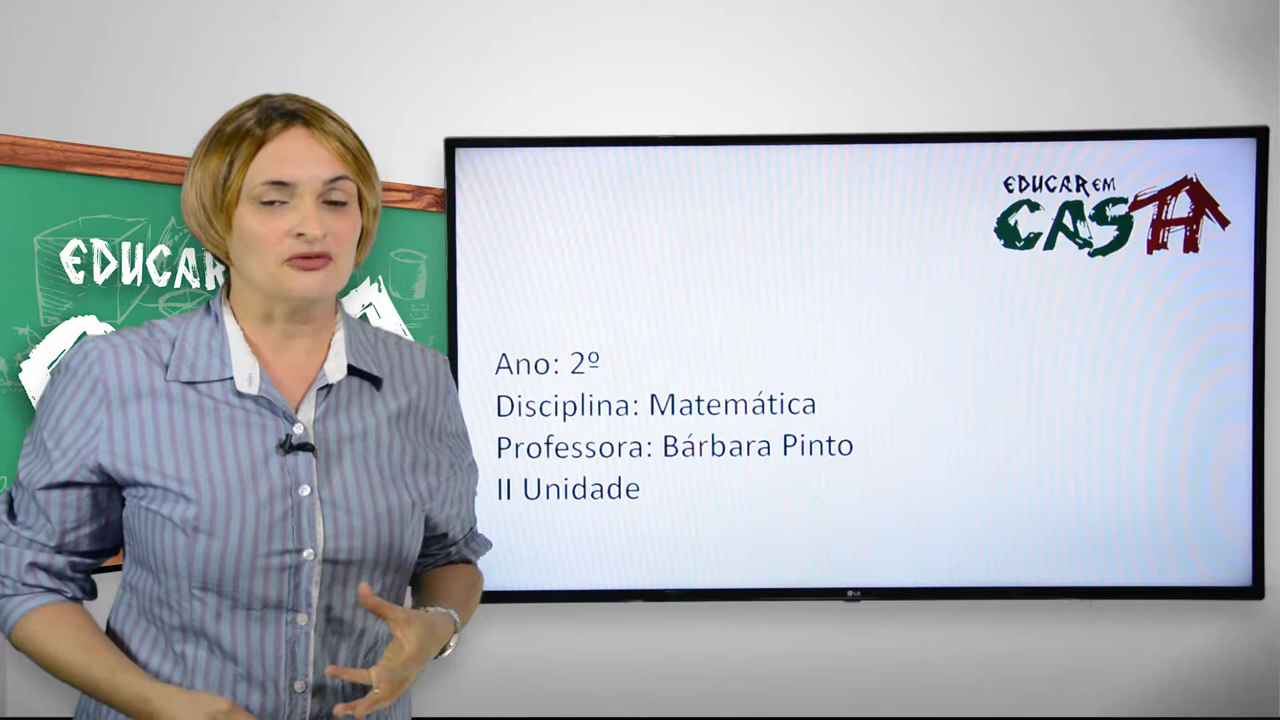 EDUCAR
EDUCAR EM
CASA
Ano: 2º
Disciplina: Matemática
Professora: Bárbara Pinto
II Unidade
LG